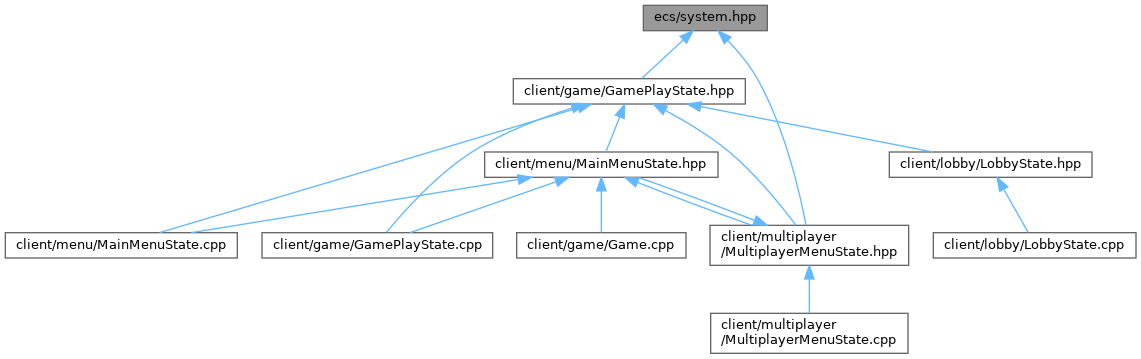 ecs/system.hpp
client/game/GamePlayState.hpp
client/menu/MainMenuState.hpp
client/lobby/LobbyState.hpp
client/menu/MainMenuState.cpp
client/game/GamePlayState.cpp
client/game/Game.cpp
client/multiplayer
/MultiplayerMenuState.hpp
client/lobby/LobbyState.cpp
client/multiplayer
/MultiplayerMenuState.cpp